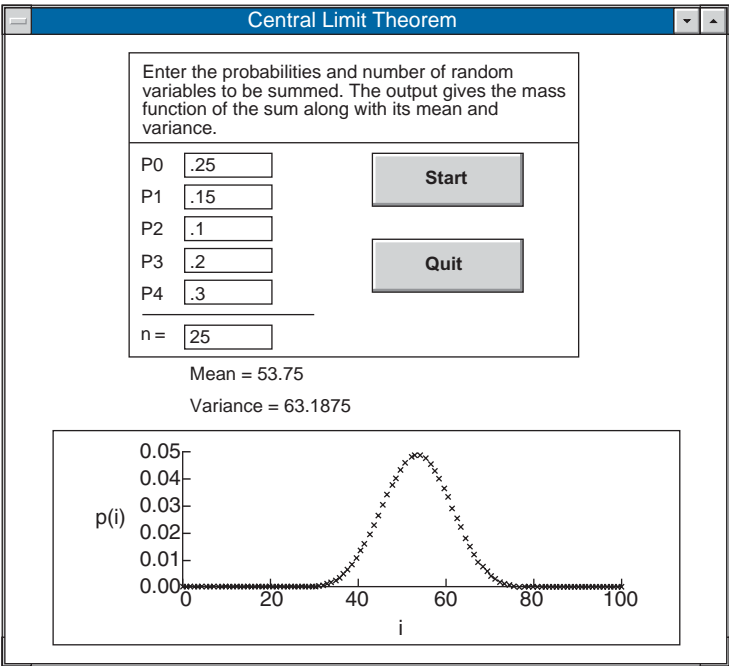 Central Limit Theorem
Enter the probabilities and number of random
variables to be summed. The output gives the mass
function of the sum along with its mean and
variance.
P0 .25
P1 .15
P2 .1
P3 .2
P4 .3
n = 25
Start
Quit
Mean = 53.75
Variance = 63.1875
0.05
0.04
0.03
p(i)
0.02
0.01
0.00
0 20 40 60 80 100
i